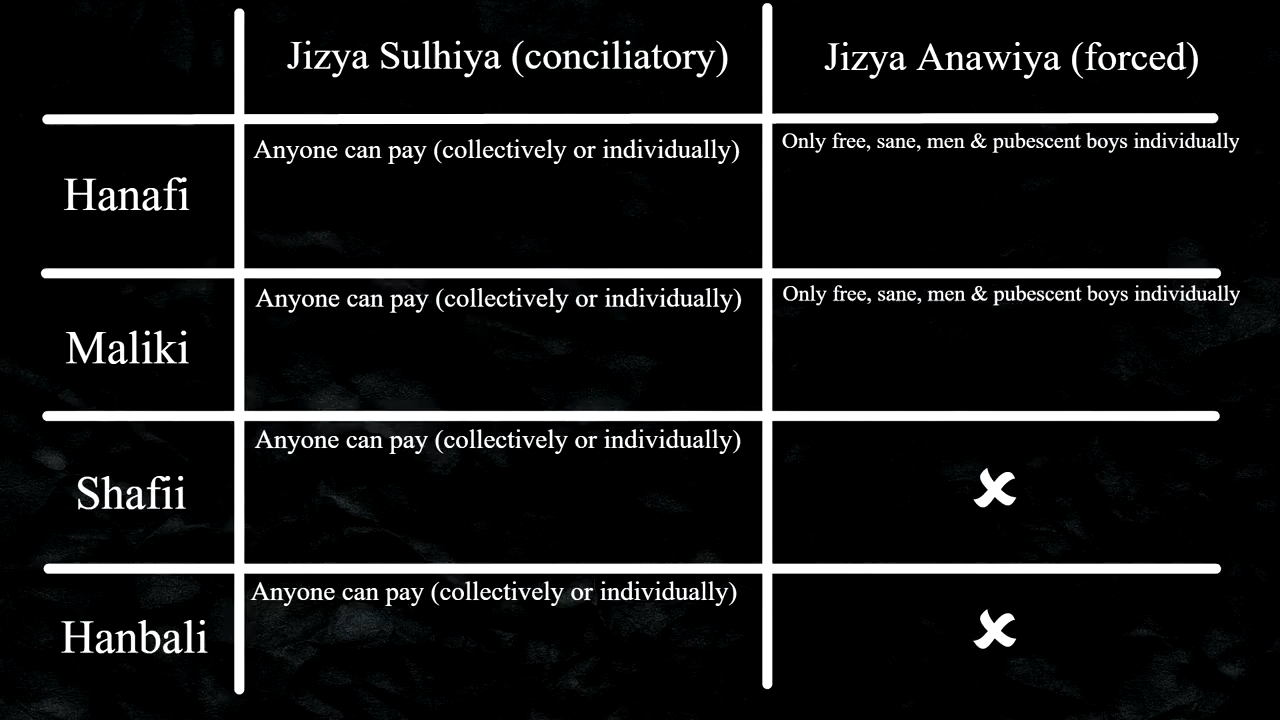 Jizya Sulhiya (conciliatory)
Jizya Anawiya (forced)
Hanafi
Anyone can pay (collectively or individually)
Only free, sane, men & pubescent boys individually
Maliki
Anyone can pay (collectively or individually)
Only free, sane, men & pubescent boys individually
Shafii
Anyone can pay (collectively or individually)
Hanbali
Anyone can pay (collectively or individually)